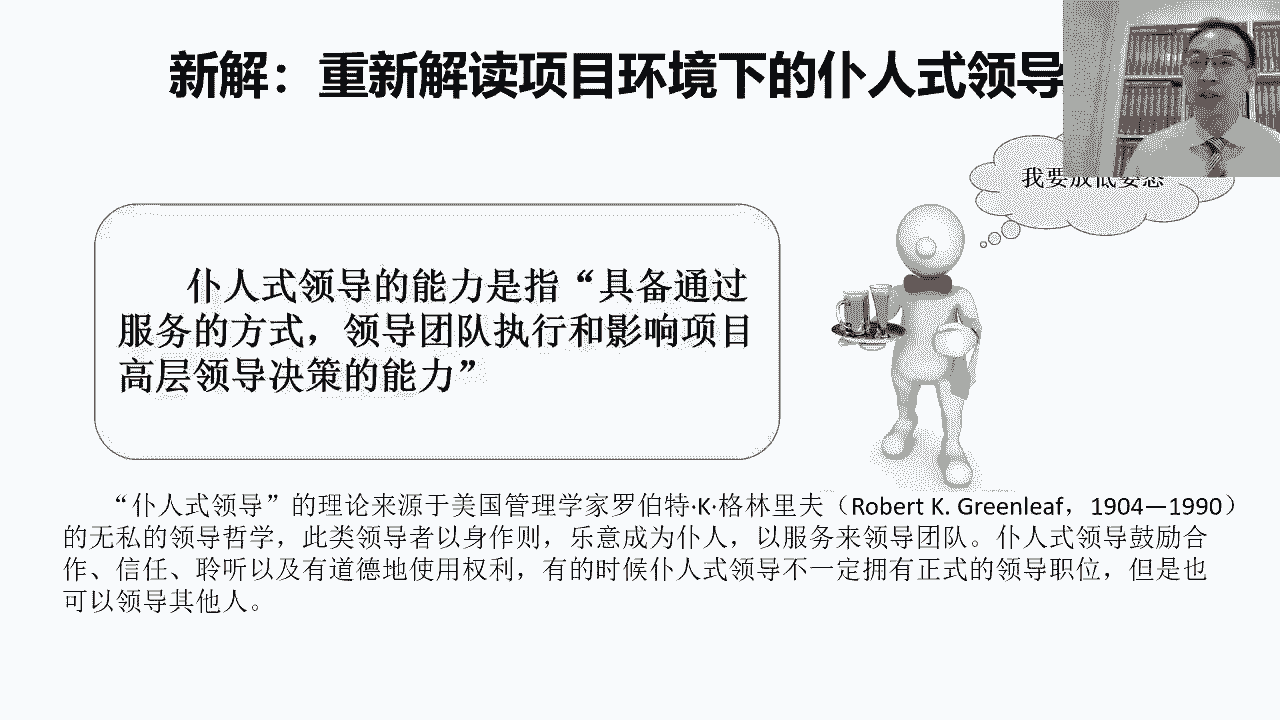 新解：重新解读项目环境下的仆人式领导
我要放低姿态
仆人式领导的能力是指“具备通过
服务的方式，领导团队执行和影响项目
高层领导决策的能力”
“仆人式领导”的理论来源于美国管理学家罗伯特·K·格林里夫（Robert K. Greenleaf，1904—1990）
的无私的领导哲学，此类领导者以身作则，乐意成为仆人，以服务来领导团队。仆人式领导鼓励合
作、信任、聆听以及有道德地使用权利，有的时候仆人式领导不一定拥有正式的领导职位，但是也
可以领导其他人。